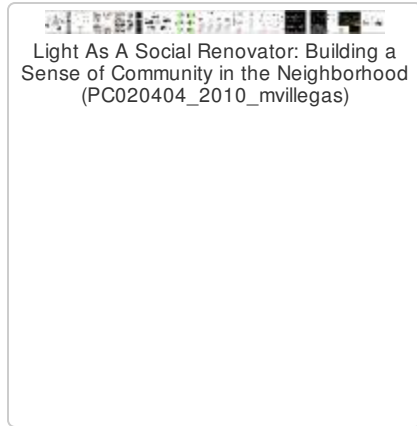 Light As A Social Renovator: Building a
Sense of Community in the Neighborhood
(PC020404_2010_mvillegas)